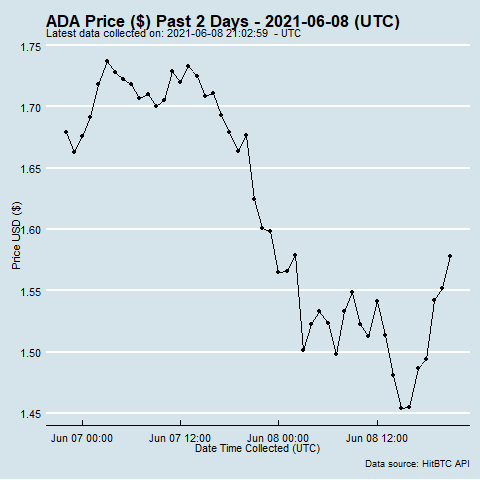 ADA Price ($) Past 2 Days - 2021-06-08 (UTC)
Latest data collected on: 2021-06-08 21:02:59 - UTC
1.75
1.70
1.65
1.60
1.55
1.50
1.45
Price USD ($)
Jun 07 00:00 Jun 07 12:00 Jun 08 00:00 Jun 08 12:00
Date Time Collected (UTC)
Data source: HitBTC API